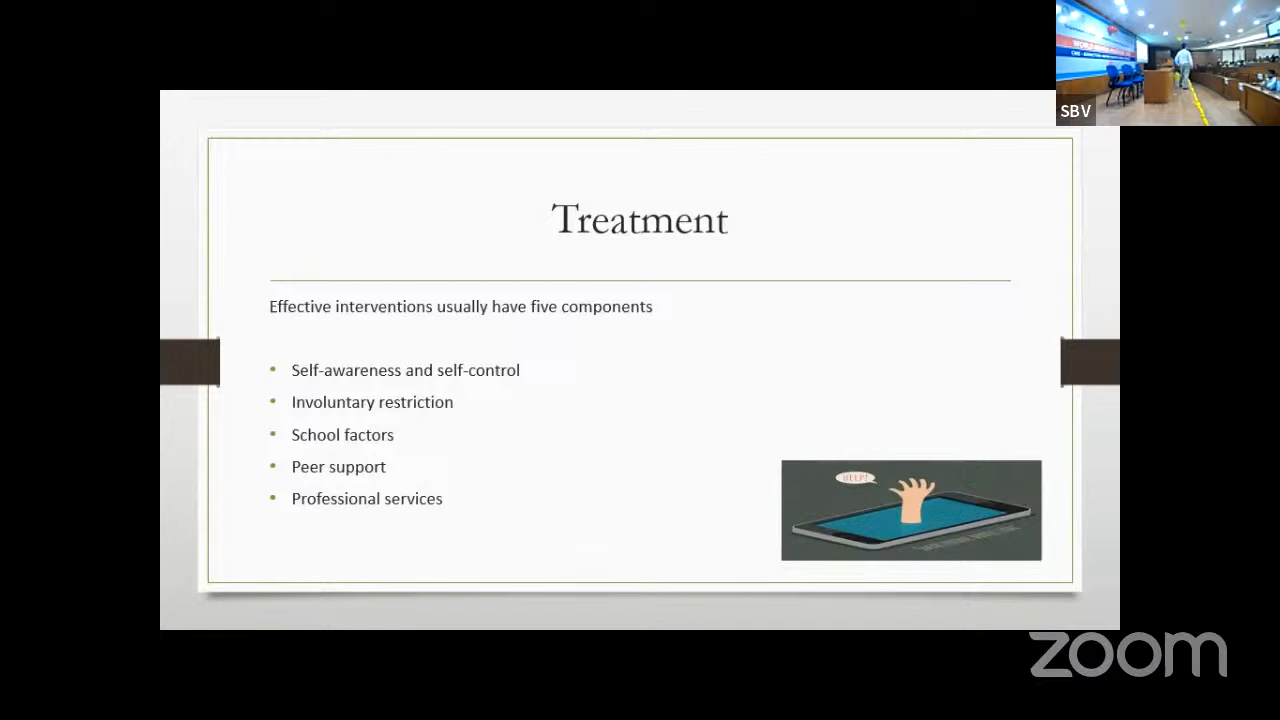 Treatment
Effective interventions usually have five components
• Self-awareness and self-control
• Involuntary restriction
• School factors
• Peer support
• Professional services
HELP!
SBV
zoom